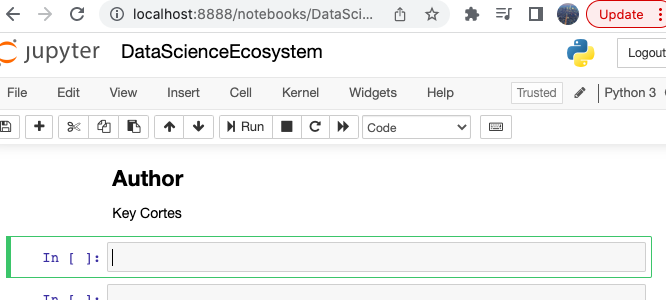 localhost:8888/notebooks/DataSci...
Update
jupyter DataScienceEcosystem
Logout
File Edit View Insert Cell Kernel Widgets Help Trusted Python 3
Run Code
Author
Key Cortes
In [ ]:
In [ ]: